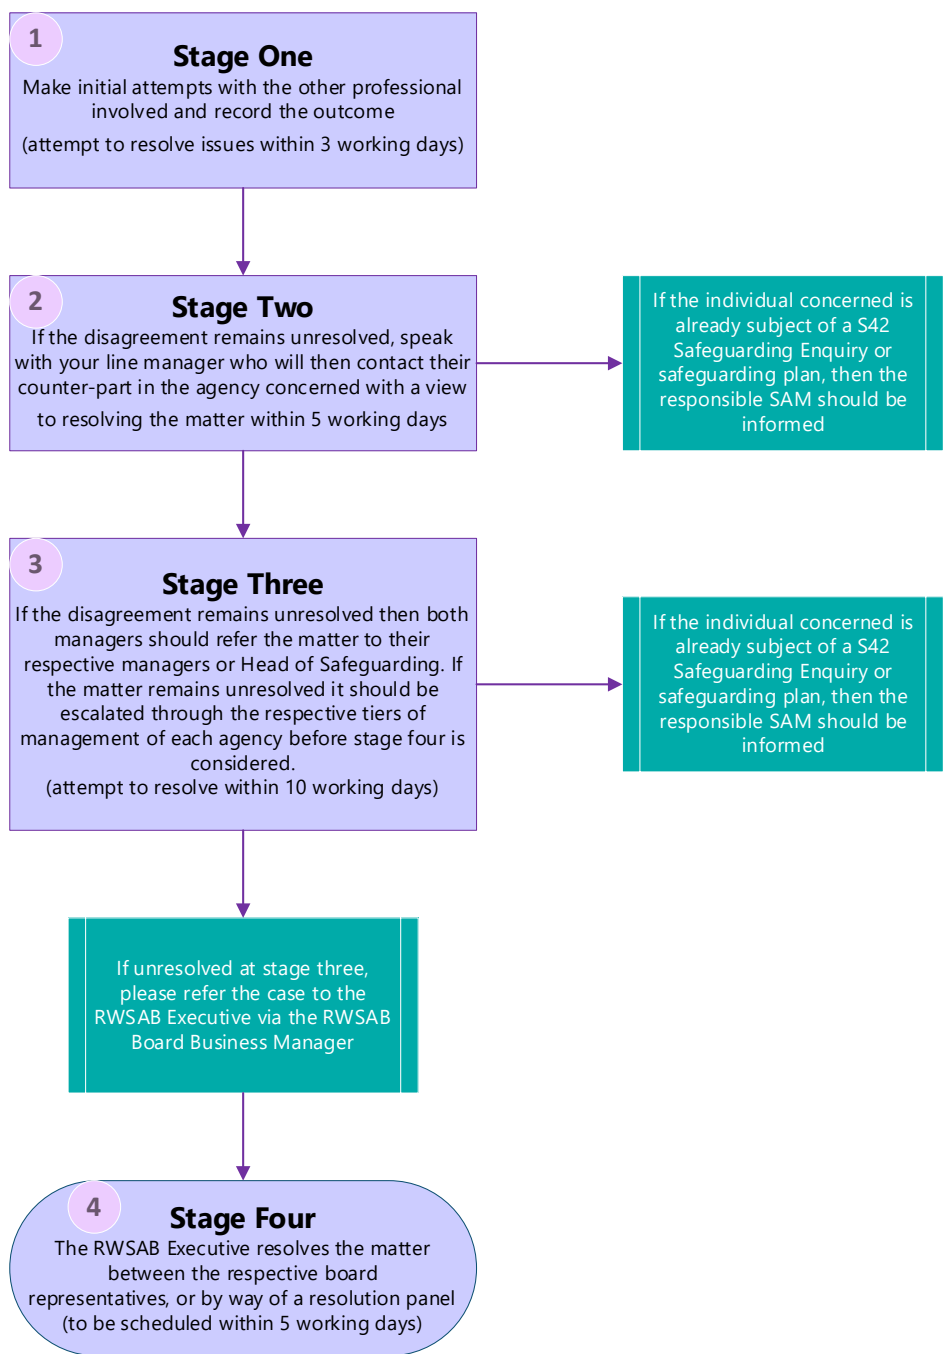 1
Stage One
Make initial attempts with the other professional
involved and record the outcome
(attempt to resolve issues within 3 working days)
2
Stage Two
If the disagreement remains unresolved, speak
with your line manager who will then contact their
counter-part in the agency concerned with a view
to resolving the matter within 5 working days
If the individual concerned is
already subject of a S42
Safeguarding Enquiry or
safeguarding plan, then the
responsible SAM should be
informed
3
Stage Three
If the disagreement remains unresolved then both
managers should refer the matter to their
respective managers or Head of Safeguarding. If
the matter remains unresolved it should be
escalated through the respective tiers of
management of each agency before stage four is
considered.
(attempt to resolve within 10 working days)
If the individual concerned is
already subject of a S42
Safeguarding Enquiry or
safeguarding plan, then the
responsible SAM should be
informed
If unresolved at stage three,
please refer the case to the
RWSAB Executive via the RWSAB
Board Business Manager
4
Stage Four
The RWSAB Executive resolves the matter
between the respective board
representatives, or by way of a resolution panel
(to be scheduled within 5 working days)